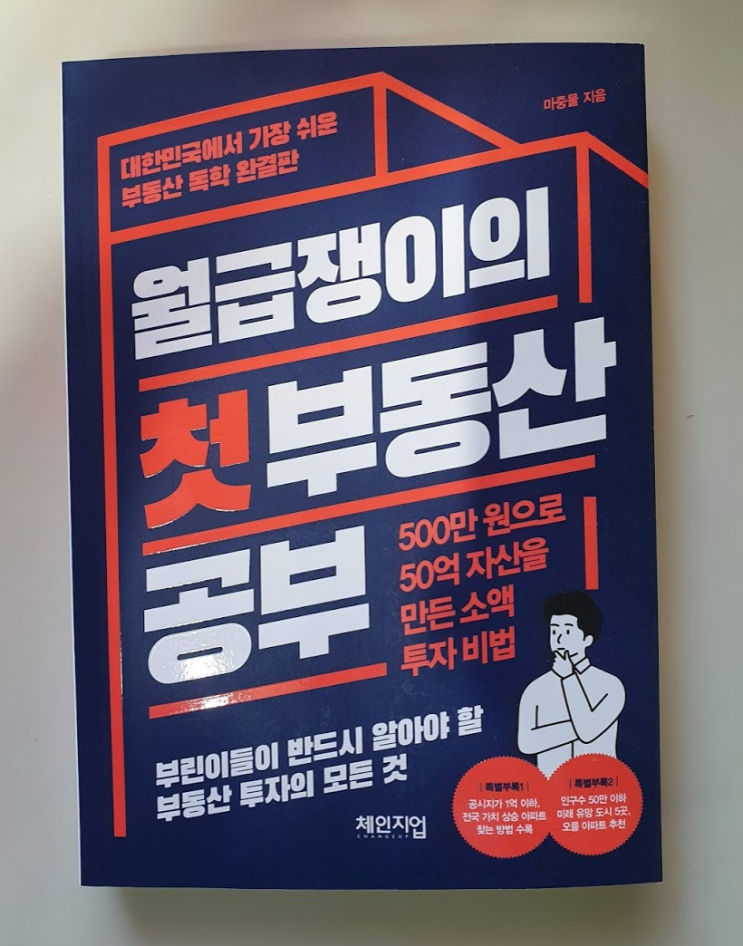 대한민국에서 가장 쉬운
부동산 독학 완결판
마중물 지음
월급쟁이의
첫 부동산
공부
500만 원으로
50억 자산을
만든 소액
투자 비법
부린이들이 반드시 알아야 할
부동산 투자의 모든 것
| 특별부록1 |
공시지가 1억 이하,
전국 가치 상승 아파트
찾는 방법 수록
| 특별부록2 |
인구수 50만 이하
미래 유망 도시 5곳,
오를 아파트 추천
체인지업
CHANGEUP